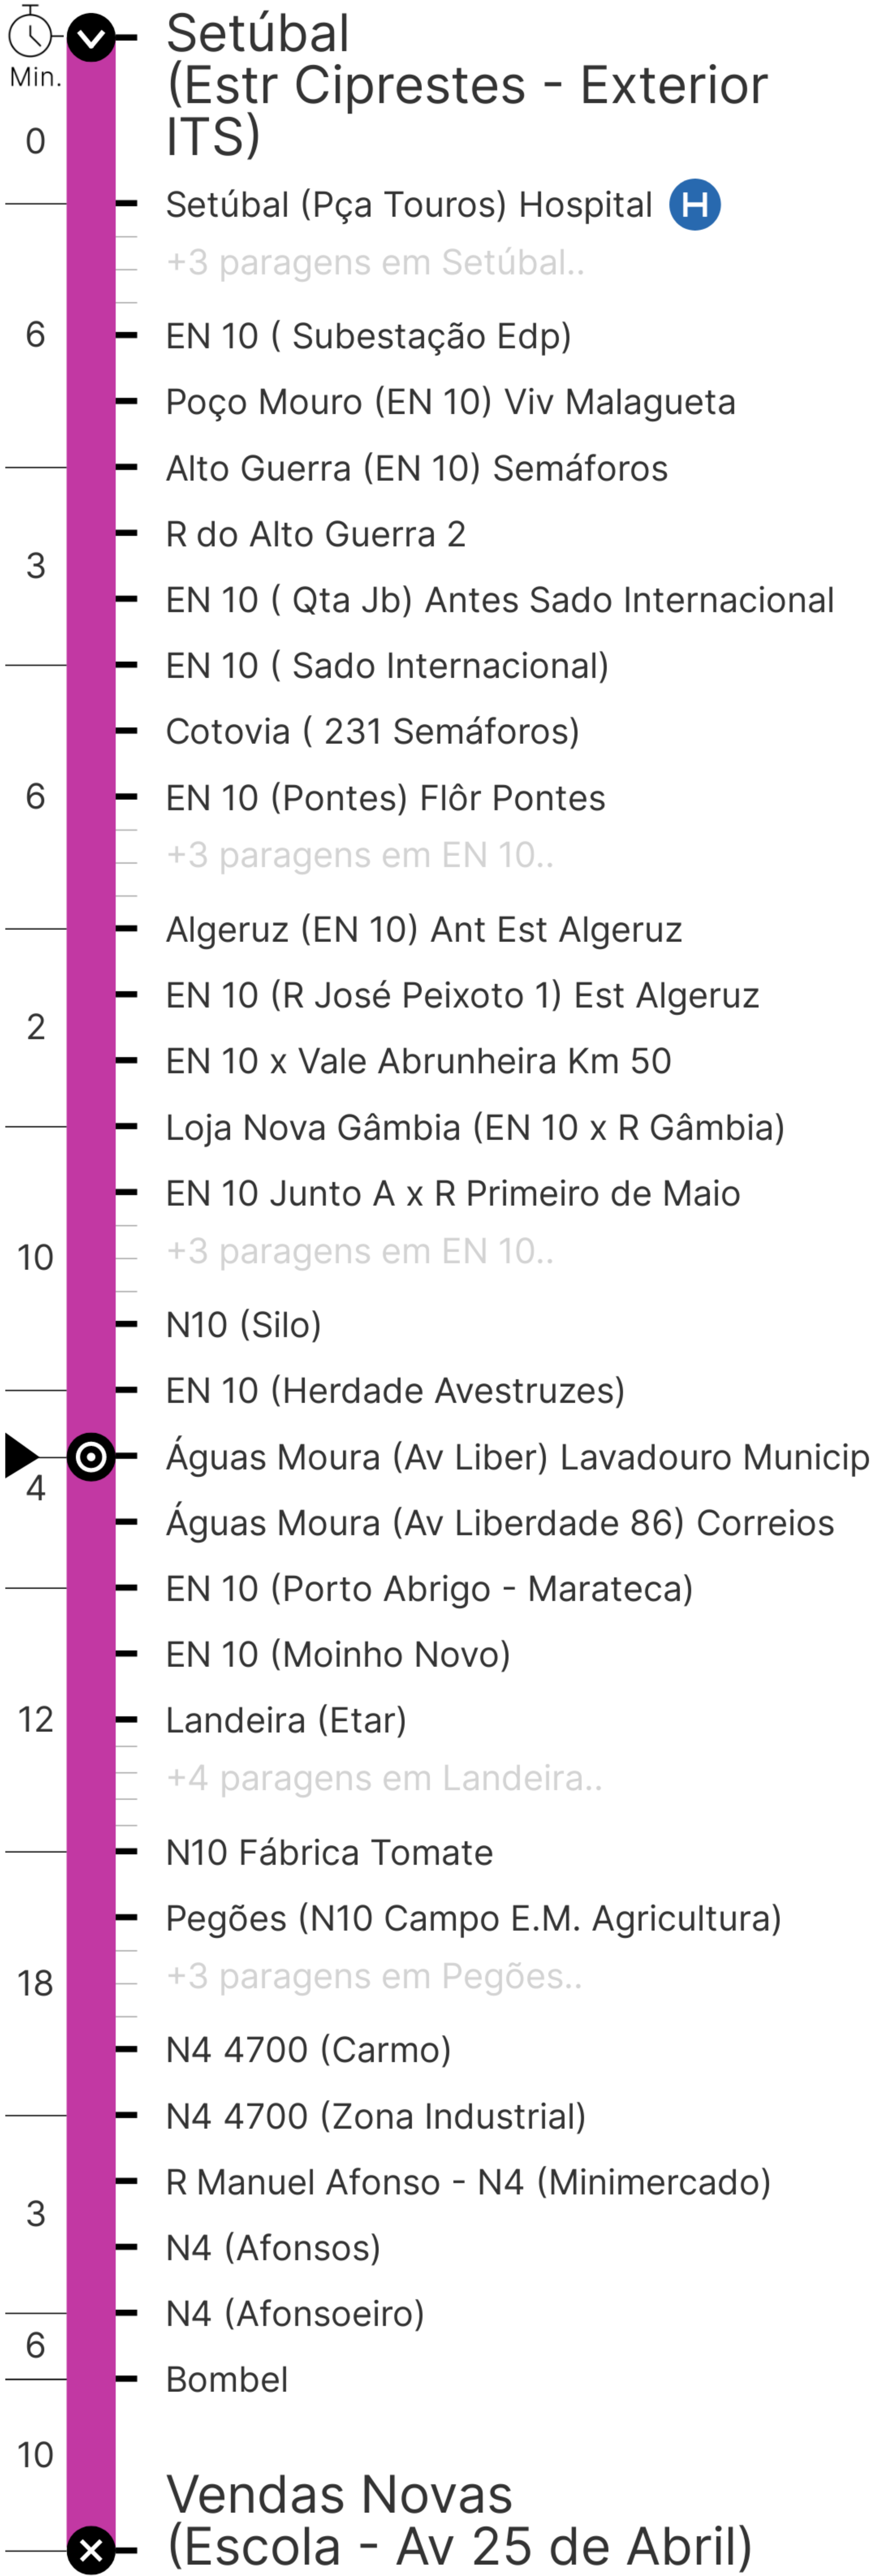 Setúbal
(Estr Ciprestes - Exterior
ITS)
Min.
0
Setúbal (Pça Touros) Hospital H
+3 paragens em Setúbal..
6
EN 10 ( Subestação Edp)
Poço Mouro (EN 10) Viv Malagueta
Alto Guerra (EN 10) Semáforos
R do Alto Guerra 2
3
EN 10 ( Qta Jb) Antes Sado Internacional
EN 10 ( Sado Internacional)
Cotovia ( 231 Semáforos)
6
EN 10 (Pontes) Flôr Pontes
+3 paragens em EN 10..
Algeruz (EN 10) Ant Est Algeruz
EN 10 (R José Peixoto 1) Est Algeruz
2
EN 10 x Vale Abrunheira Km 50
Loja Nova Gâmbia (EN 10 x R Gâmbia)
EN 10 Junto A x R Primeiro de Maio
+3 paragens em EN 10..
10
N10 (Silo)
EN 10 (Herdade Avestruzes)
Águas Moura (Av Liber) Lavadouro Municip
4
Águas Moura (Av Liberdade 86) Correios
EN 10 (Porto Abrigo - Marateca)
EN 10 (Moinho Novo)
12
Landeira (Etar)
+4 paragens em Landeira..
N10 Fábrica Tomate
Pegões (N10 Campo E.M. Agricultura)
+3 paragens em Pegões..
18
N4 4700 (Carmo)
N4 4700 (Zona Industrial)
R Manuel Afonso - N4 (Minimercado)
3
N4 (Afonsos)
N4 (Afonsoeiro)
6
Bombel
10
Vendas Novas
(Escola - Av 25 de Abril)